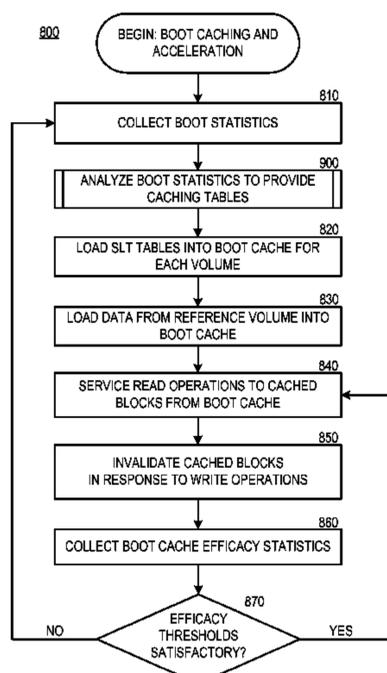 800
BEGIN: BOOT CACHING AND
ACCELERATION
810
COLLECT BOOT STATISTICS
900
ANALYZE BOOT STATISTICS TO PROVIDE
CACHING TABLES
820
LOAD SLT TABLES INTO BOOT CACHE FOR
EACH VOLUME
830
LOAD DATA FROM REFERENCE VOLUME INTO
BOOT CACHE
840
SERVICE READ OPERATIONS TO CACHED
BLOCKS FROM BOOT CACHE
850
INVALIDATE CACHED BLOCKS
IN RESPONSE TO WRITE OPERATIONS
860
COLLECT BOOT CACHE EFFICACY STATISTICS
870
EFFICACY
THRESHOLDS
SATISFACTORY?
NO
YES